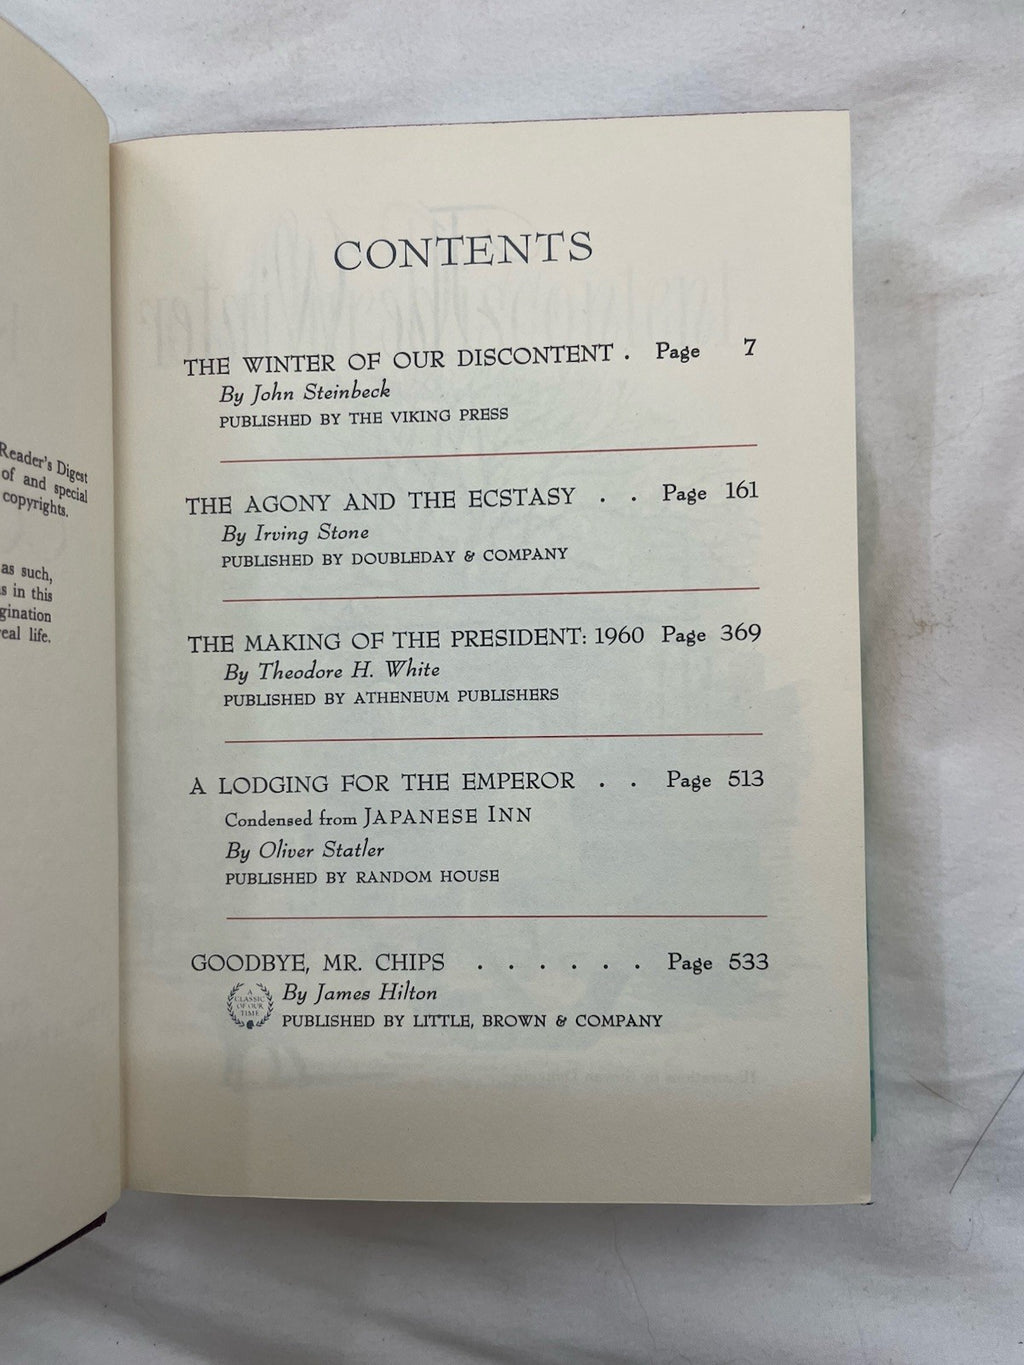 Reader's Digest
of and special
copyrights.
as such,
in this
real life.
CONTENTS
THE WINTER OF OUR DISCONTENT . Page 7
By John Steinbeck
PUBLISHED BY THE VIKING PRESS
THE AGONY AND THE ECSTASY . . Page 161
By Irving Stone
PUBLISHED BY DOUBLEDAY & COMPANY
THE MAKING OF THE PRESIDENT: 1960 Page 369
By Theodore H. White
PUBLISHED BY ATHENEUM PUBLISHERS
A LODGING FOR THE EMPEROR . . Page 513
Condensed from JAPANESE INN
By Oliver Statler
PUBLISHED BY RANDOM HOUSE
GOODBYE, MR. CHIPS . . . . . . Page 533
A
CLASSIC
OF OUR
TIME
By James Hilton
PUBLISHED BY LITTLE, BROWN & COMPANY